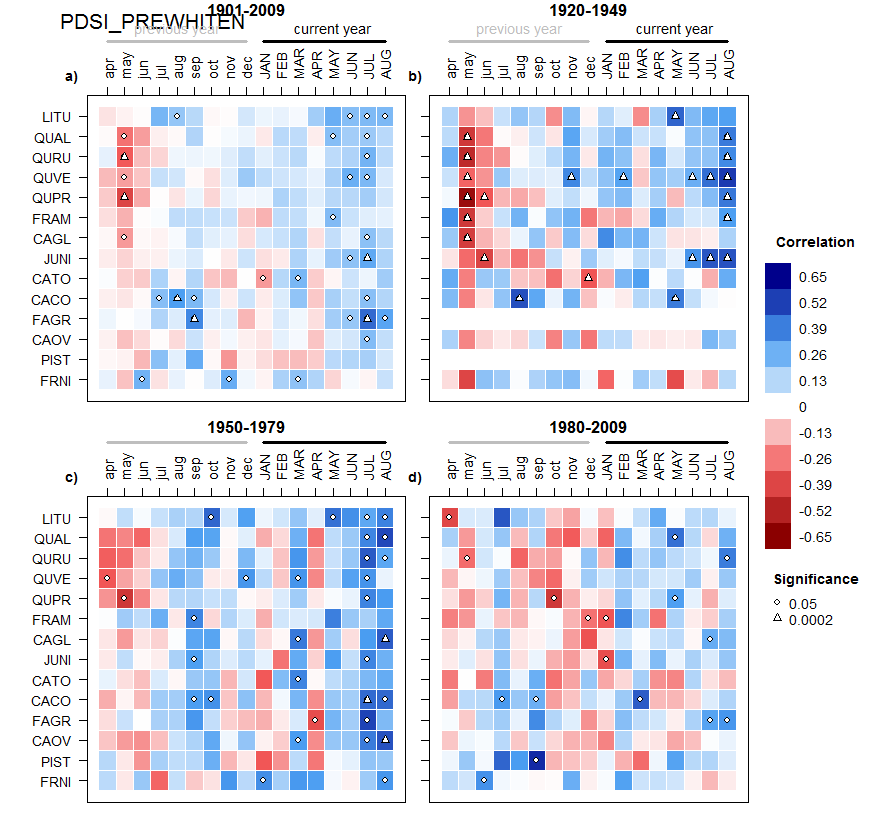 PDSI_PREWHITEN
1901-2009
previous year
current year
a)
apr may jun jul aug sep nov dec JAN FEB MAR APR MAY JUN JUL AUG
LITU
QUAL
QURU
QUVE
QUPR
FRAM
CAGL
JUNI
CATO
CACO
FAGR
CAOV
PIST
FRNI
1920-1949
previous year
current year
b)
apr may jun jul aug sep oct nov dec JAN FEB MAR APR MAY JUN JUL AUG
Correlation
0.65
0.52
0.39
0.26
0.13
0
-0.13
-0.26
-0.39
-0.52
-0.65
Significance
0.05
0.0002
1950-1979
c)
apr may jun jul aug sep oct nov dec JAN FEB MAR APR MAY JUN JUL AUG
LITU
QUAL
QURU
QUVE
QUPR
FRAM
CAGL
JUNI
CATO
CACO
FAGR
CAOV
PIST
FRNI
1980-2009
d)
apr may jun jul aug sep oct nov dec JAN FEB MAR APR MAY JUN JUL AUG